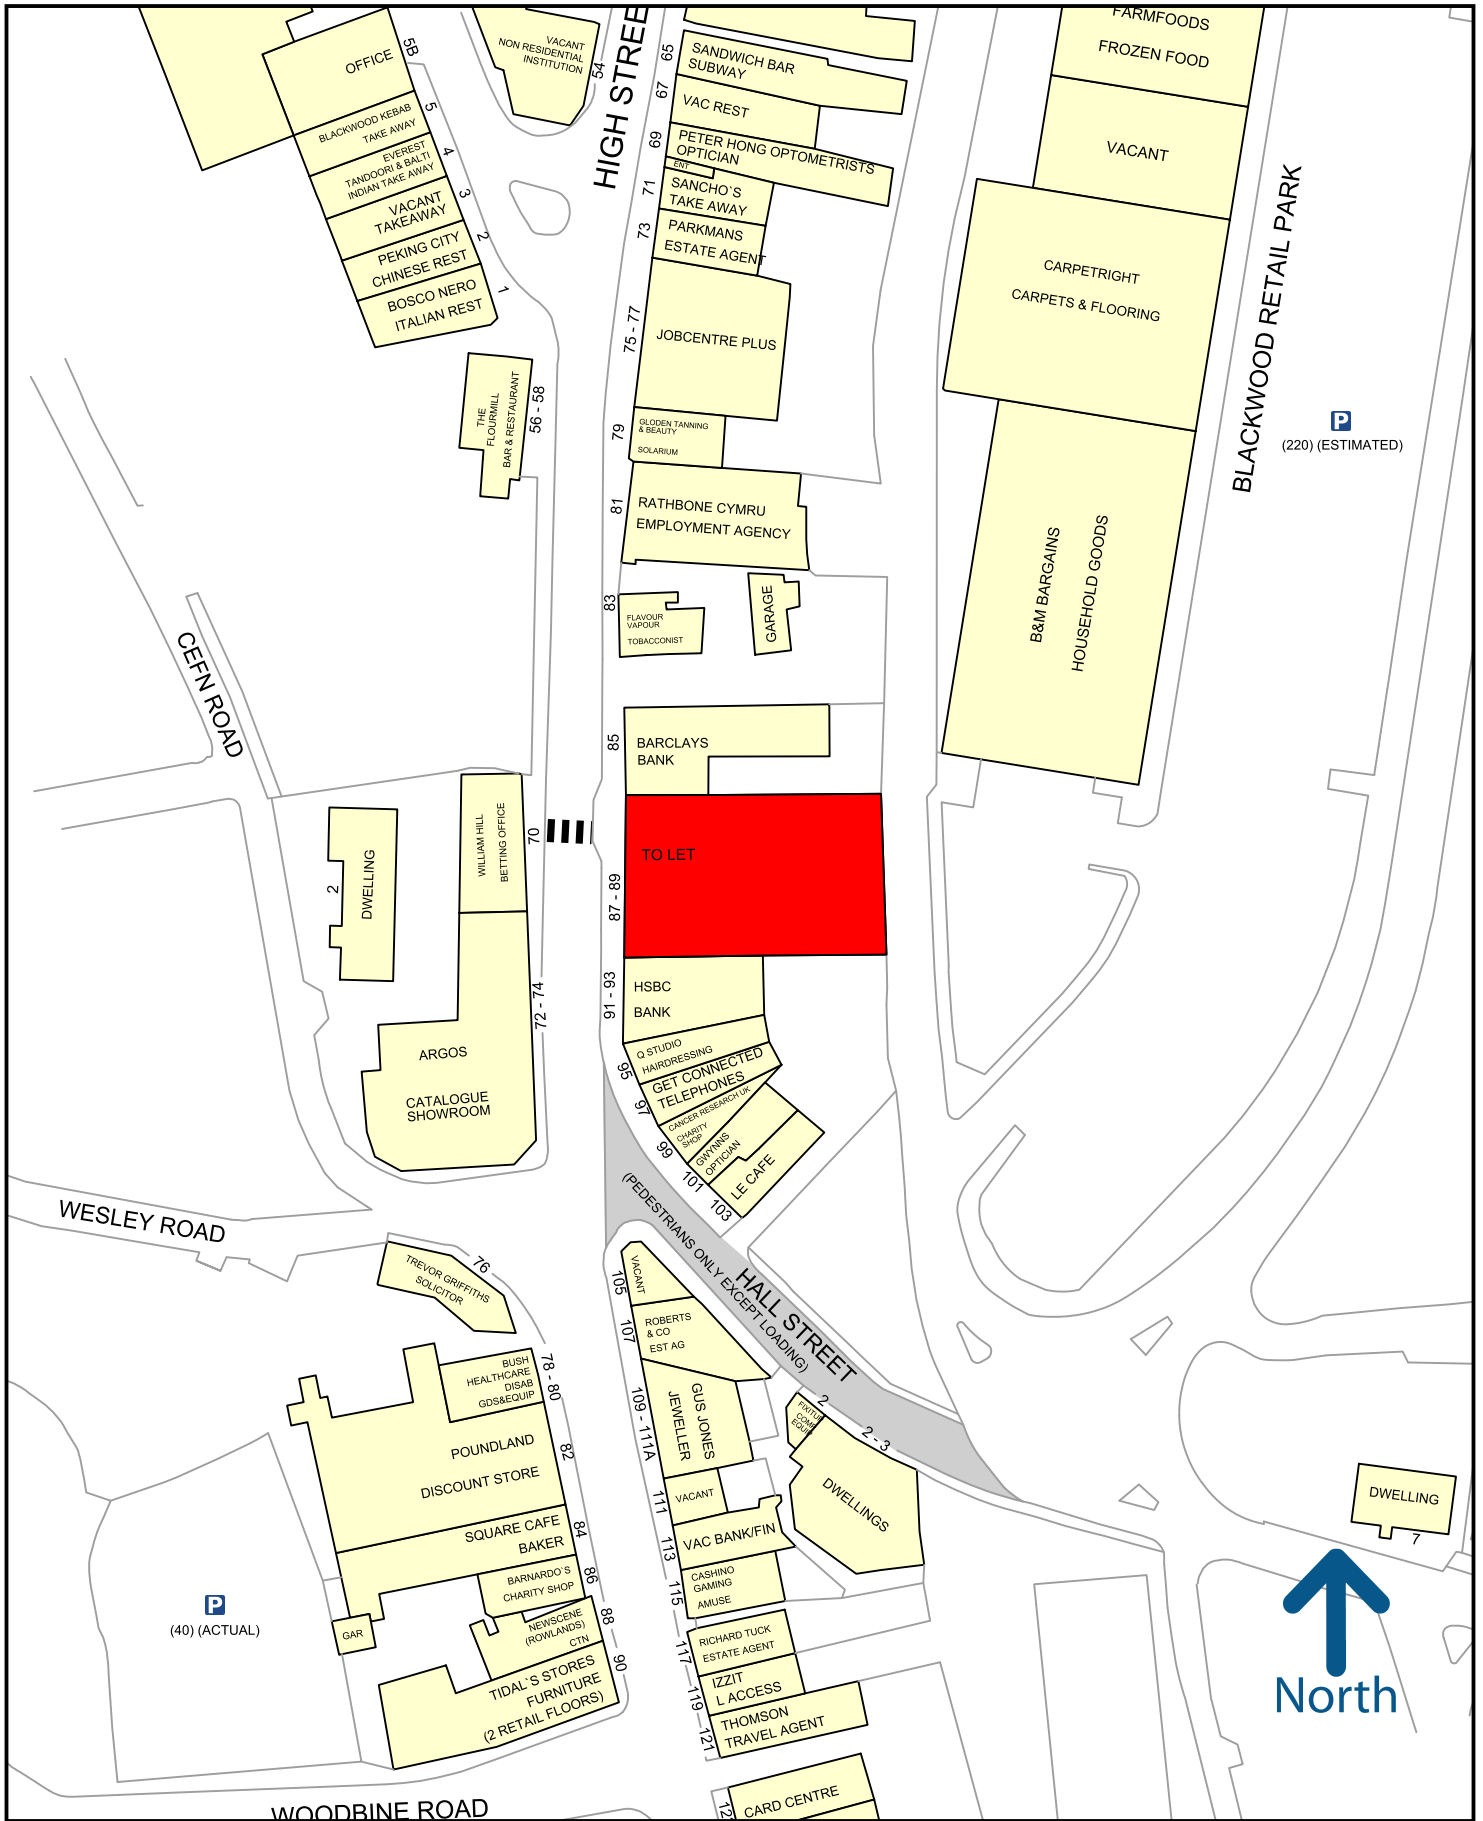 OFFICE
5B
BLACKWOOD KEBAB
TAKE AWAY
5
EVEREST
TANDOORI & BALTI
INDIAN TAKE AWAY
4
VACANT
TAKEAWAY
3
PEKING CITY
CHINESE REST
2
BOSCO NERO
ITALIAN REST
1
VACANT
NON RESIDENTIAL
INSTITUTION
54
THE
FLOURMILL
BAR & RESTAURANT
56 - 58
HIGH STREE
65
SANDWICH BAR
SUBWAY
67
VAC REST
69
PETER HONG OPTOMETRISTS
OPTICIAN
ENT
71
SANCHO`S
TAKE AWAY
73
PARKMANS
ESTATE AGENT
75 - 77
JOBCENTRE PLUS
79
GLODEN TANNING
& BEAUTY
SOLARIUM
81
RATHBONE CYMRU
EMPLOYMENT AGENCY
83
FLAVOUR
VAPOUR
TOBACCONIST
GARAGE
85
BARCLAYS
BANK
87 - 89
TO LET
91 - 93
HSBC
BANK
95
Q STUDIO
HAIRDRESSING
97
GET CONNECTED
TELEPHONES
99
CANCER RESEARCH UK
CHARITY
SHOP
101
GWYNNS
OPTICIAN
103
LE CAFE
FARMFOODS
FROZEN FOOD
VACANT
CARPETRIGHT
CARPETS & FLOORING
B&M BARGAINS
HOUSEHOLD GOODS
BLACKWOOD RETAIL PARK
P
(220) (ESTIMATED)
CEFN ROAD
2
DWELLING
WILLIAM HILL
BETTING OFFICE
70
ARGOS
CATALOGUE
SHOWROOM
72 - 74
WESLEY ROAD
TREVOR GRIFFITHS
SOLICITOR
76
BUSH
HEALTHCARE
DISAB
GDS&EQUIP
78 - 80
POUNDLAND
DISCOUNT STORE
82
SQUARE CAFE
BAKER
84
BARNARDO`S
CHARITY SHOP
86
NEWSCENE
(ROWLANDS)
CTN
88
TIDAL`S STORES
FURNITURE
(2 RETAIL FLOORS)
90
GAR
P
(40) (ACTUAL)
WOODBINE ROAD
HALL STREET
(PEDESTRIANS ONLY EXCEPT LOADING)
105
VACANT
107
ROBERTS
& CO
EST AG
109 - 111A
GUS JONES
JEWELLER
111
VACANT
113
VAC BANK/FIN
115
CASHINO
GAMING
AMUSE
117
RICHARD TUCK
ESTATE AGENT
119
IZZIT
L ACCESS
121
THOMSON
TRAVEL AGENT
CARD CENTRE
2
2 - 3
DWELLINGS
DWELLING
7
North